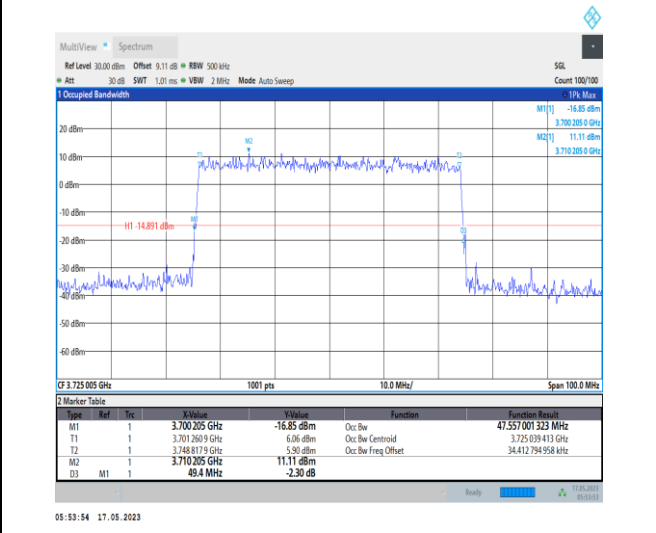 MultiView Spectrum
Ref Level 30.00 dBm Offset 9.11 dB RBW 500 kHz SGL
Att 30 dB SWT 1.01 ms VBW 2 MHz Mode Auto Sweep Count 100/100
1 Occupied Bandwidth 1Pk Max
M1[1] -16.85 dBm
3.700 205 0 GHz
M2[1] 11.11 dBm
3.710 205 0 GHz
20 dBm
M2
T1 T2
10 dBm
0 dBm
-10 dBm
M1
H1 -14.891 dBm
D3
-20 dBm
-30 dBm
-40 dBm
-50 dBm
-60 dBm
CF 3.725 005 GHz 1001 pts 10.0 MHz/ Span 100.0 MHz
2 Marker Table
Type Ref Trc X-Value Y-Value Function Function Result
M1 1 3.700 205 GHz -16.85 dBm Occ Bw 47.557 001 323 MHz
T1 1 3.701 260 9 GHz 6.06 dBm Occ Bw Centroid 3.725 039 413 GHz
T2 1 3.748 817 9 GHz 5.90 dBm Occ Bw Freq Offset 34.412 794 958 kHz
M2 1 3.710 205 GHz 11.11 dBm
D3 M1 1 49.4 MHz -2.30 dB
Ready 17.05.2023
05:53:53
05:53:54 17.05.2023